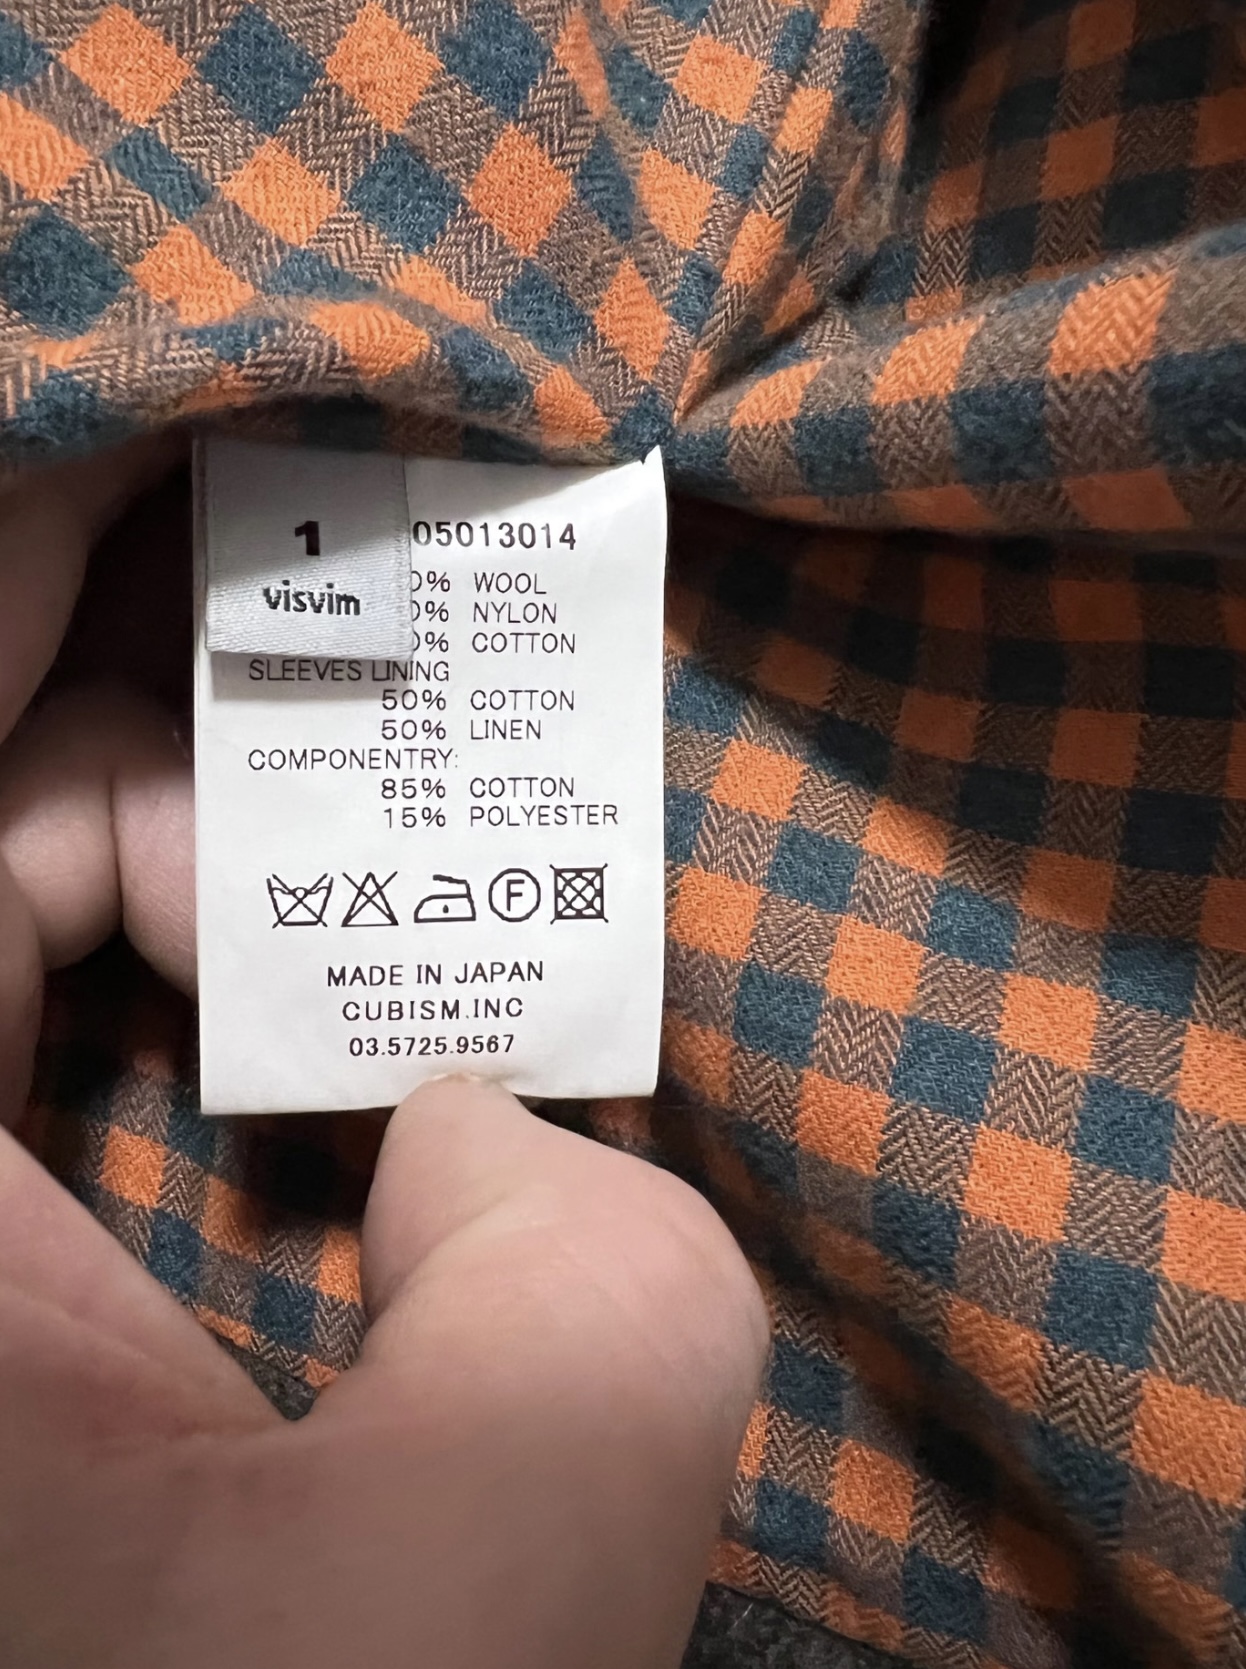 1
visvim
05013014
0% WOOL
0% NYLON
0% COTTON
SLEEVES LINING
50% COTTON
50% LINEN
COMPONENTRY:
85% COTTON
15% POLYESTER
F
MADE IN JAPAN
CUBISM.INC
03.5725.9567